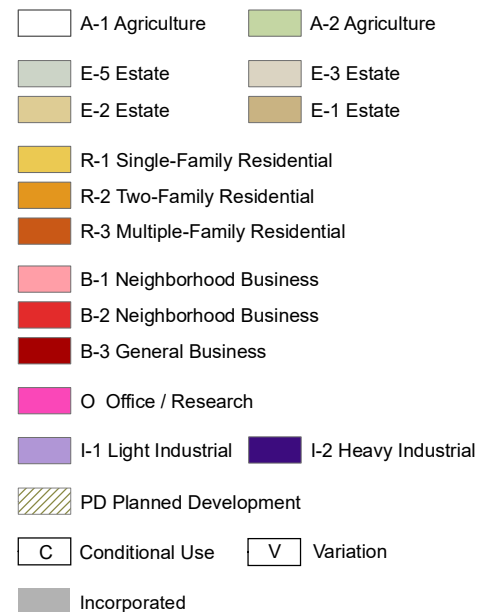 A-1 Agriculture A-2 Agriculture
E-5 Estate E-3 Estate
E-2 Estate E-1 Estate
R-1 Single-Family Residential
R-2 Two-Family Residential
R-3 Multiple-Family Residential
B-1 Neighborhood Business
B-2 Neighborhood Business
B-3 General Business
O Office / Research
I-1 Light Industrial I-2 Heavy Industrial
PD Planned Development
C Conditional Use V Variation
Incorporated